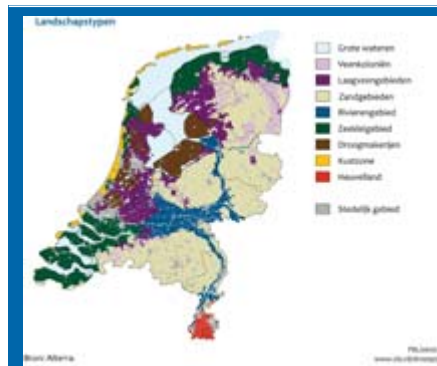 Landschapstypen
Grote wateren
Veenkoloniën
Laagveengebieden
Zandgebieden
Rivierengebied
Zeekleigebied
Droogmakerijen
Kustzone
Heuvelland
Stedelijk gebied
Bron: Alterra